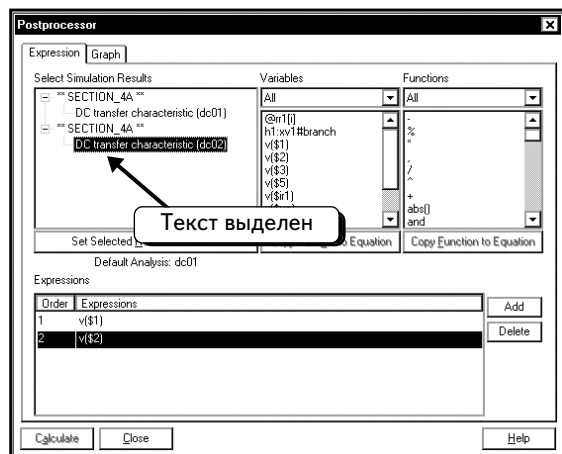 Postprocessor
Expression Graph
Select Simulation Results Variables Functions
** SECTION_4A **
DC transfer characteristic (dc01)
** SECTION_4A **
DC transfer characteristic (dc02)
All
@rr1[i]
h1:xv1#branch
v($1)
v($2)
v($3)
v($5)
v($ir1)
All
-
%
*
,
/
^
+
abs()
and
Текст выделен
Set Selected
to Equation
Copy Function to Equation
Default Analysis: dc01
Expressions
Order Expressions
1 v($1)
2 v($2)
Add
Delete
Calculate Close Help